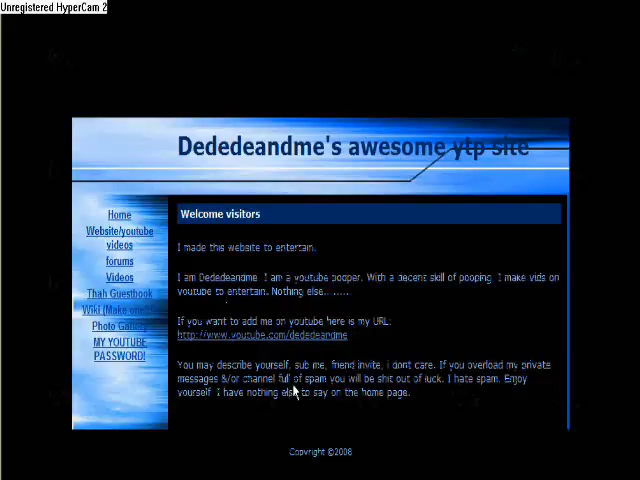 Unregistered HyperCam 2
Dededeandme's awesome ytp site
Home
Website/youtube
videos
forums
Videos
Thah Guestbook
Wiki (Make one
Photo Gallery
MY YOUTUBE
PASSWORD!
Welcome visitors
I made this website to entertain.
I am Dededeandme. I am a youtube pooper. With a decent skill of pooping. I make vids on
youtube to entertain. Nothing else........
If you want to add me on youtube here is my URL:
http://www.youtube.com/dededeandme
You may describe yourself, sub me, friend invite, i dont care. If you overload my private
messages &/or channel full of spam you will be shit out of luck. I hate spam. Enjoy
yourself. I have nothing else to say on the home page.
Copyright ©2008